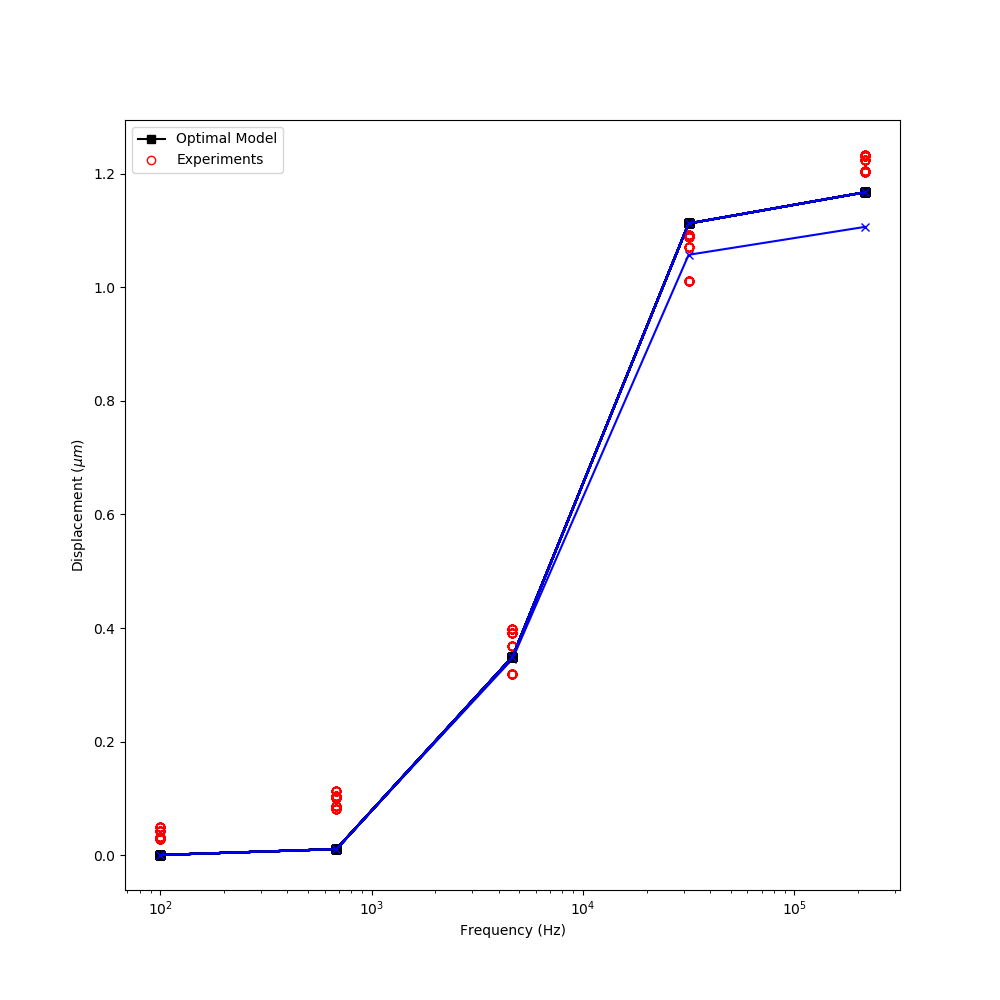 Optimal Model
Experiments
1.2
1.0
0.8
0.6
0.4
0.2
0.0
Displacement (μm)
10²
10³
10⁴
10⁵
Frequency (Hz)